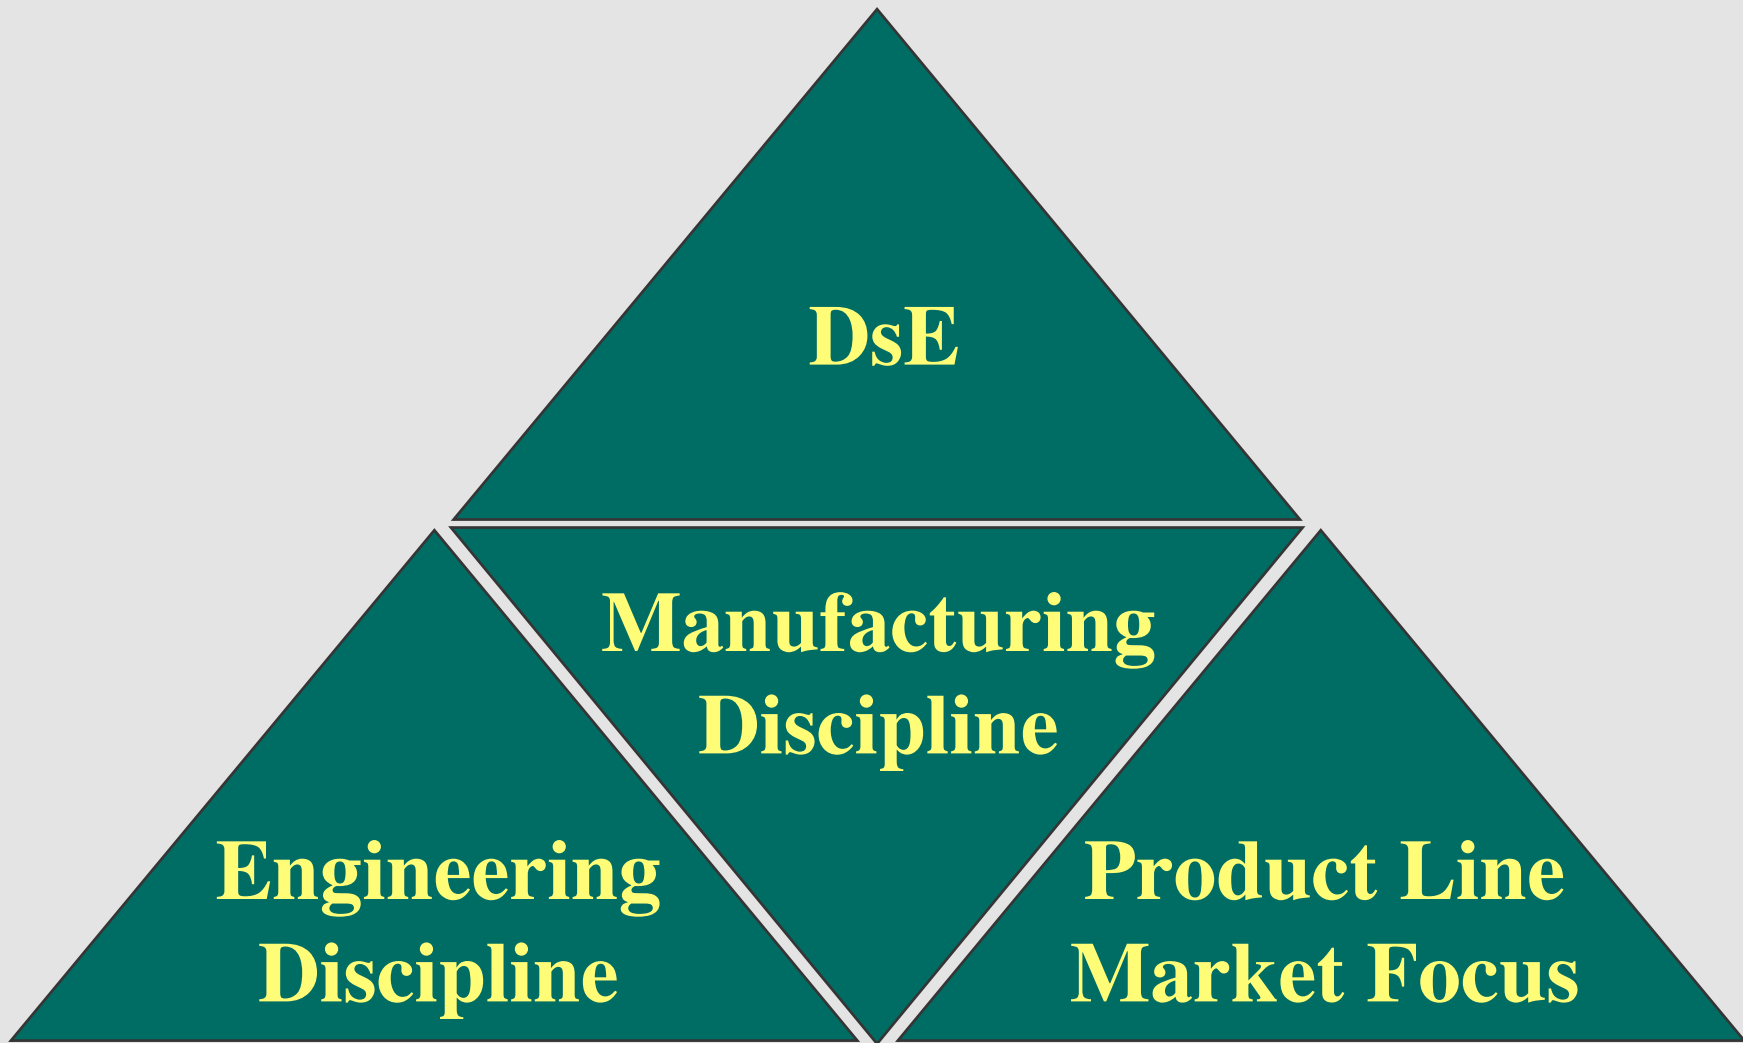 DsE
Manufacturing
Discipline
Engineering
Discipline
Product Line
Market Focus